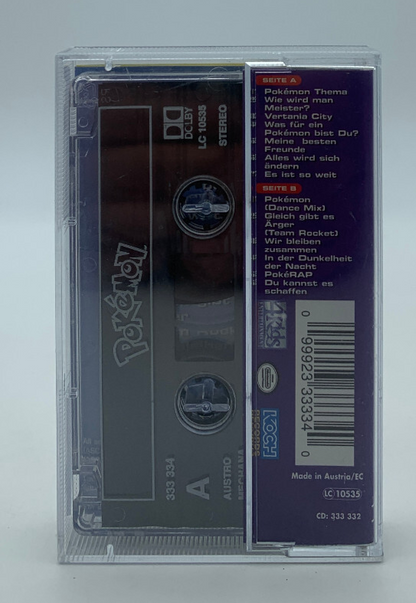 DOLBY
LC 10535
STEREO
POKéMON
333 334
A
AUSTRO
MECHANA
SEITE A
Pokémon Thema
Wie wird man
Meister?
Vertania City
Was für ein
Pokémon bist Du?
Meine besten
Freunde
Alles wird sich
ändern
Es ist so weit
SEITE B
Pokémon
(Dance Mix)
Gleich gibt es
Ärger
(Team Rocket)
Wir bleiben
zusammen
In der Dunkelheit
der Nacht
PokéRAP
Du kannst es
schaffen
4Kids
ENTERTAINMENT
KOCH
RECORDS
0 99923 33334 0
Made in Austria/EC
LC 10535
CD: 333 332